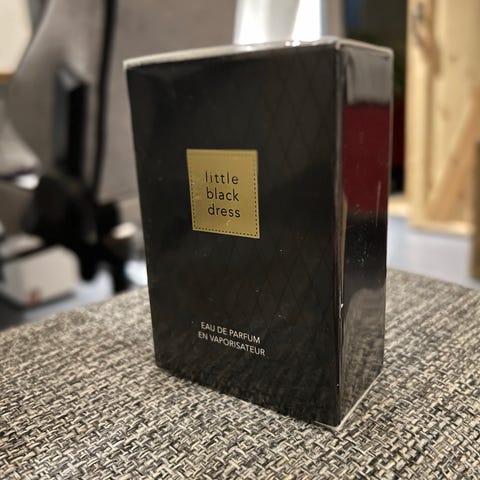 little
black
dress
EAU DE PARFUM
EN VAPORISATEUR